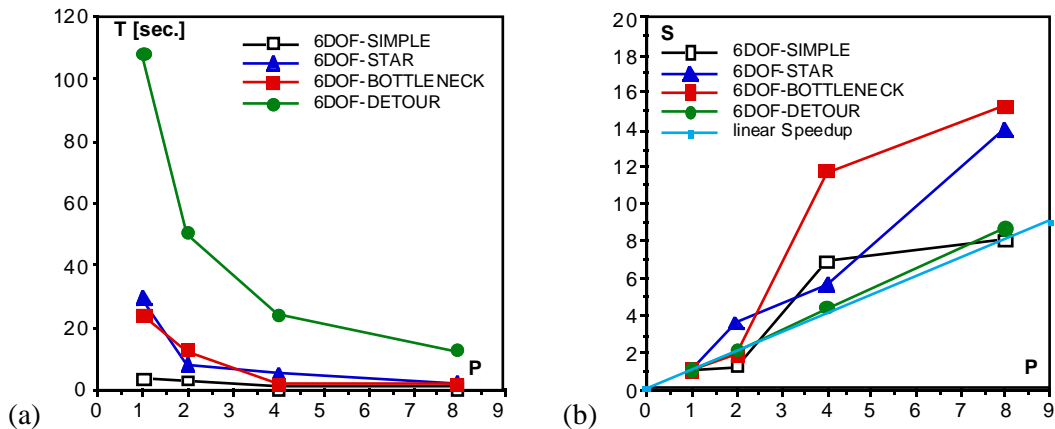 120
100
80
60
40
20
0
T [sec.]
6DOF-SIMPLE
6DOF-STAR
6DOF-BOTTLENECK
6DOF-DETOUR
P
0 1 2 3 4 5 6 7 8 9
(a)
20
18
16
14
12
10
8
6
4
2
0
S
6DOF-SIMPLE
6DOF-STAR
6DOF-BOTTLENECK
6DOF-DETOUR
linear Speedup
P
0 1 2 3 4 5 6 7 8 9
(b)